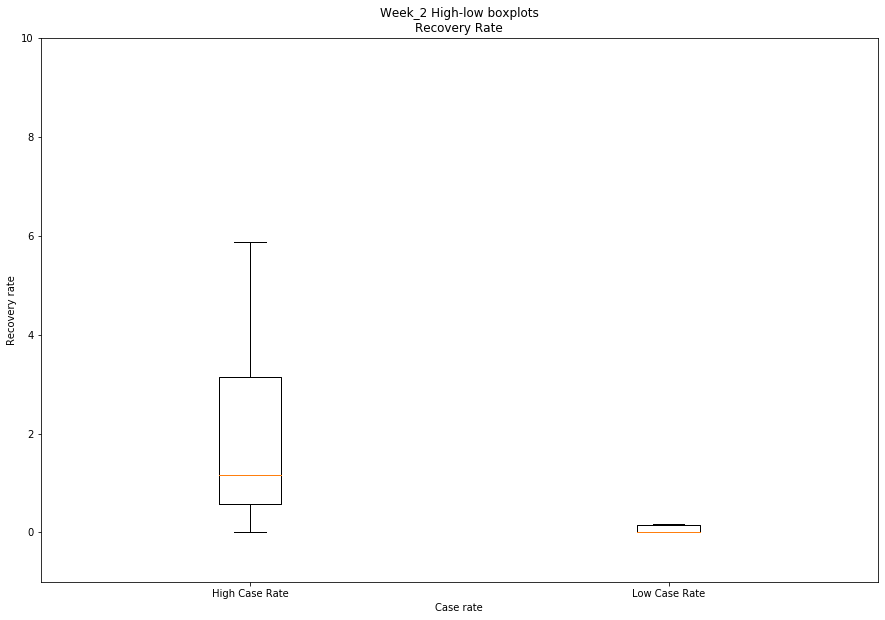 Week_2 High-low boxplots
Recovery Rate
10
8
6
4
2
0
Recovery rate
High Case Rate
Low Case Rate
Case rate